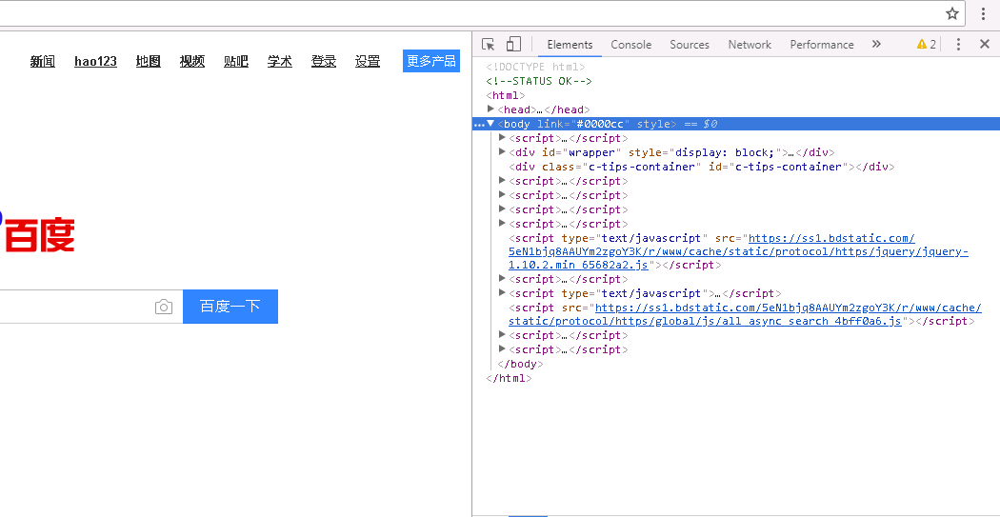 Elements Console Sources Network Performance » 2
新闻 hao123 地图 视频 贴吧 学术 登录 设置 更多产品
百度
百度一下
<!DOCTYPE html>
<!--STATUS OK-->
<html>
<head>…</head>
<body link="#0000cc" style> == $0
<script>…</script>
<div id="wrapper" style="display: block;">…</div>
<div class="c-tips-container" id="c-tips-container"></div>
<script>…</script>
<script>…</script>
<script>…</script>
<script>…</script>
<script type="text/javascript" src="https://ss1.bdstatic.com/
5eN1bjq8AAUYm2zgoY3K/r/www/cache/static/protocol/https/jquery/jquery-
1.10.2.min_65682a2.js"></script>
<script>…</script>
<script type="text/javascript">…</script>
<script src="https://ss1.bdstatic.com/5eN1bjq8AAUYm2zgoY3K/r/www/cache/
static/protocol/https/global/js/all_async_search_4bff0a6.js"></script>
<script>…</script>
<script>…</script>
</body>
</html>